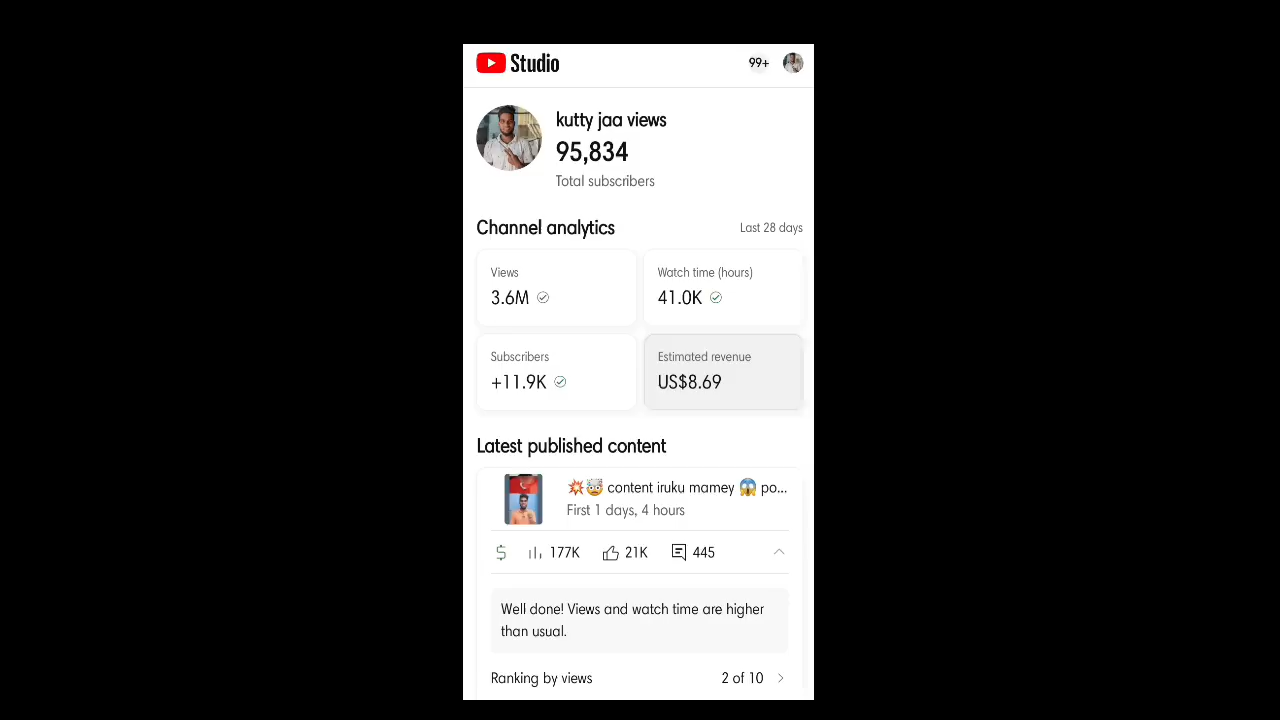 Studio
99+
kutty jaa views
95,834
Total subscribers
Channel analytics
Last 28 days
Views
3.6M
Watch time (hours)
41.0K
Subscribers
+11.9K
Estimated revenue
US$8.69
Latest published content
💥🤯 content iruku mamey 😱 po...
First 1 days, 4 hours
177K
21K
445
Well done! Views and watch time are higher
than usual.
Ranking by views
2 of 10